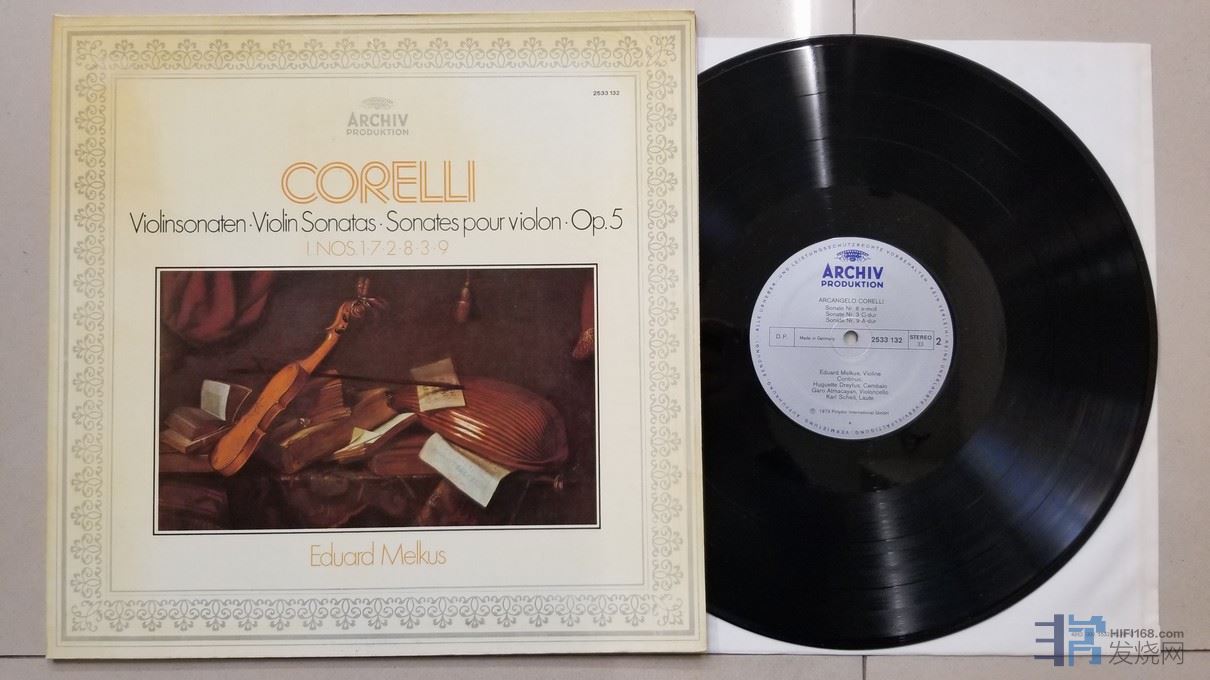 2533 132
ARCHIV
PRODUKTION
CORELLI
Violinsonaten · Violin Sonatas · Sonates pour violon · Op. 5
I. NOS. 1·7·2·8·3·9
Eduard Melkus
ARCHIV
PRODUKTION
ARCANGELO CORELLI
Sonate Nr. 8 e-moll
Sonate Nr. 3 C-dur
Sonate Nr. 9 A-dur
D.P.
Made in Germany
2533 132
STEREO
33
2
Eduard Melkus, Violine
Continuo:
Huguette Dreyfus, Cembalo
Garo Atmacayan, Violoncello
Karl Scheit, Laute
HIFI168.com
发烧网